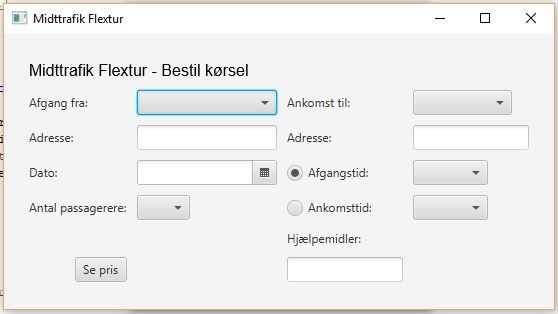 Midttrafik Flextur
Midttrafik Flextur - Bestil kørsel
Afgang fra: Ankomst til:
Adresse: Adresse:
Dato: Afgangstid:
Antal passagerere: Ankomsttid:
Hjælpemidler:
Se pris